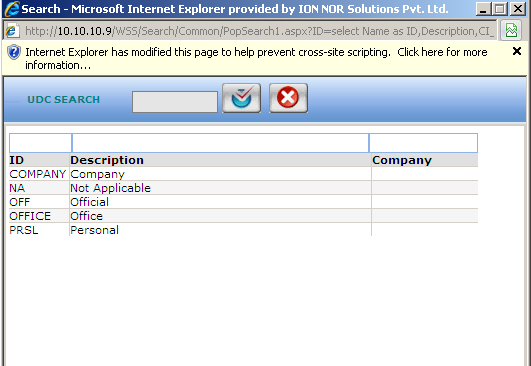 Search - Microsoft Internet Explorer provided by ION NOR Solutions Pvt. Ltd.
http://10.10.10.9/WSS/Search/Common/PopSearch1.aspx?ID=select Name as ID,Description,CI_
Internet Explorer has modified this page to help prevent cross-site scripting. Click here for more
information...
UDC SEARCH
ID Description Company
COMPANY Company
NA Not Applicable
OFF Official
OFFICE Office
PRSL Personal